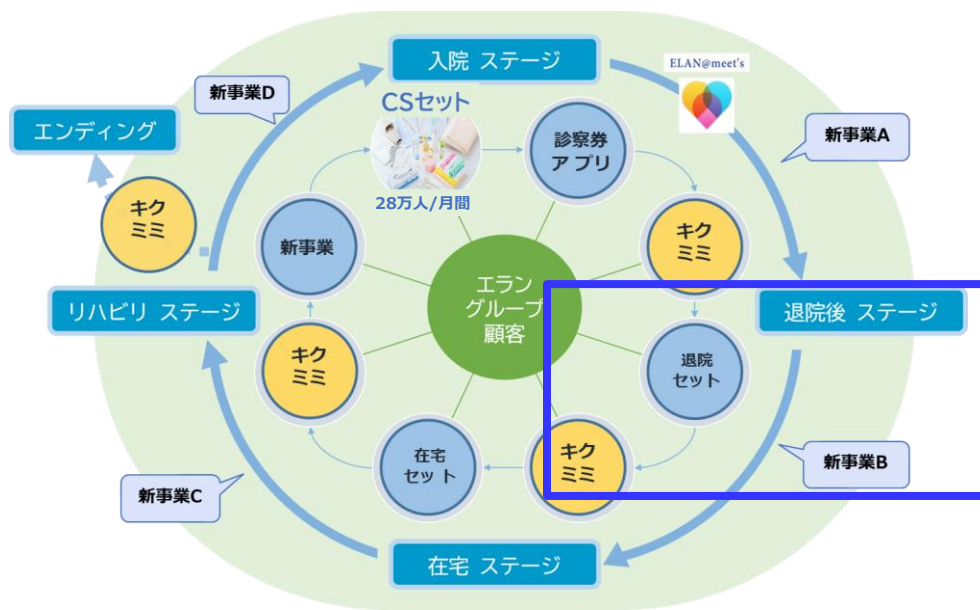 入院 ステージ
ELAN@meet's
新事業D
CSセット
エンディング
診察券
ア プリ
新事業A
28万人/月間
キク
ミミ
新事業
キク
ミミ
エラン
グループ
顧客
リハビリ ステージ
退院後 ステージ
キク
ミミ
退院
セット
在宅
セッ ト
キク
ミミ
新事業B
新事業C
在宅 ステージ